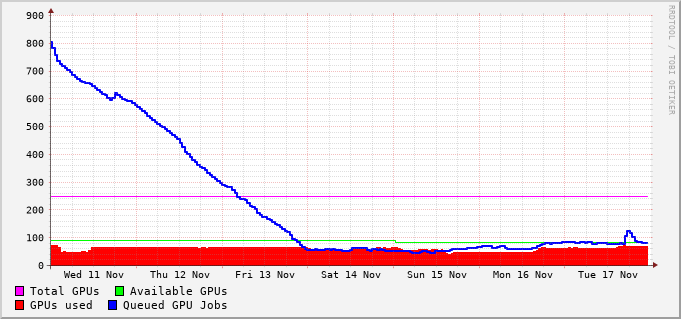 900
800
700
600
500
400
300
200
100
0
Wed 11 Nov Thu 12 Nov Fri 13 Nov Sat 14 Nov Sun 15 Nov Mon 16 Nov Tue 17 Nov
Total GPUs Available GPUs
GPUs used Queued GPU Jobs
RRDTOOL / TOBI OETIKER